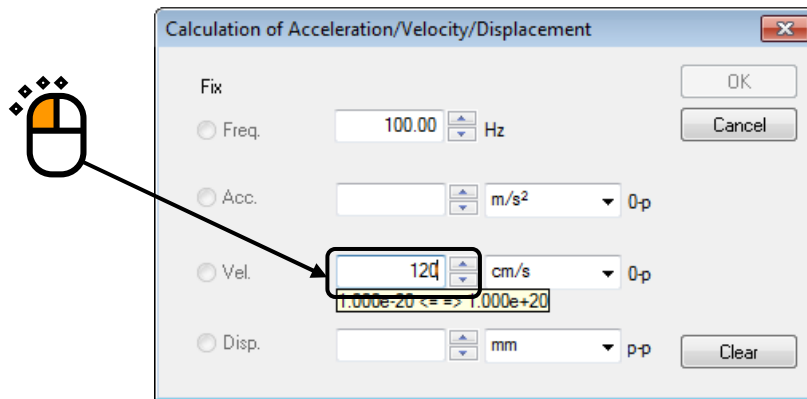 Calculation of Acceleration/Velocity/Displacement
Fix
OK
Freq. 100.00 Hz
Cancel
Acc. m/s² 0-p
Vel. 120 cm/s 0-p
1.000e-20 <= => 1.000e+20
Disp. mm p-p
Clear